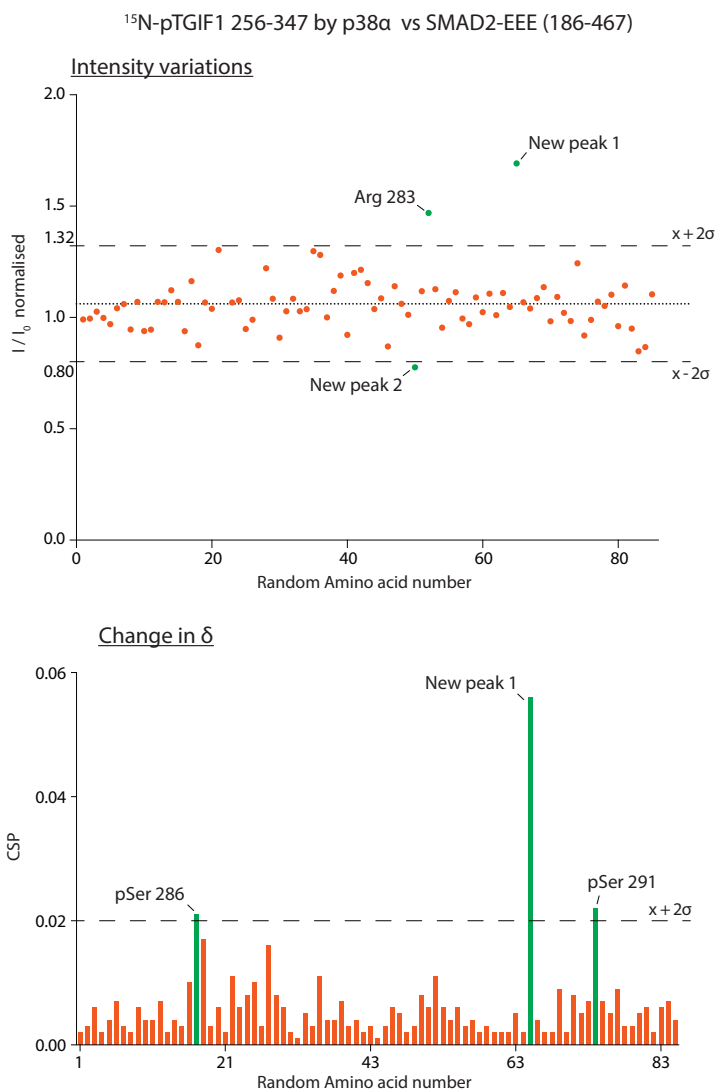 ¹⁵N-pTGIF1 256-347 by p38α vs SMAD2-EEE (186-467)
Intensity variations
2.0
New peak 1
1.5
Arg 283
1.32
x+2σ
I / I₀ normalised
1.0
0.80
New peak 2
x-2σ
0.5
0.0
0
20
40
60
80
Random Amino acid number
Change in δ
0.06
New peak 1
0.04
CSP
pSer 286
pSer 291
x+2σ
0.02
0.00
1
21
43
63
83
Random Amino acid number